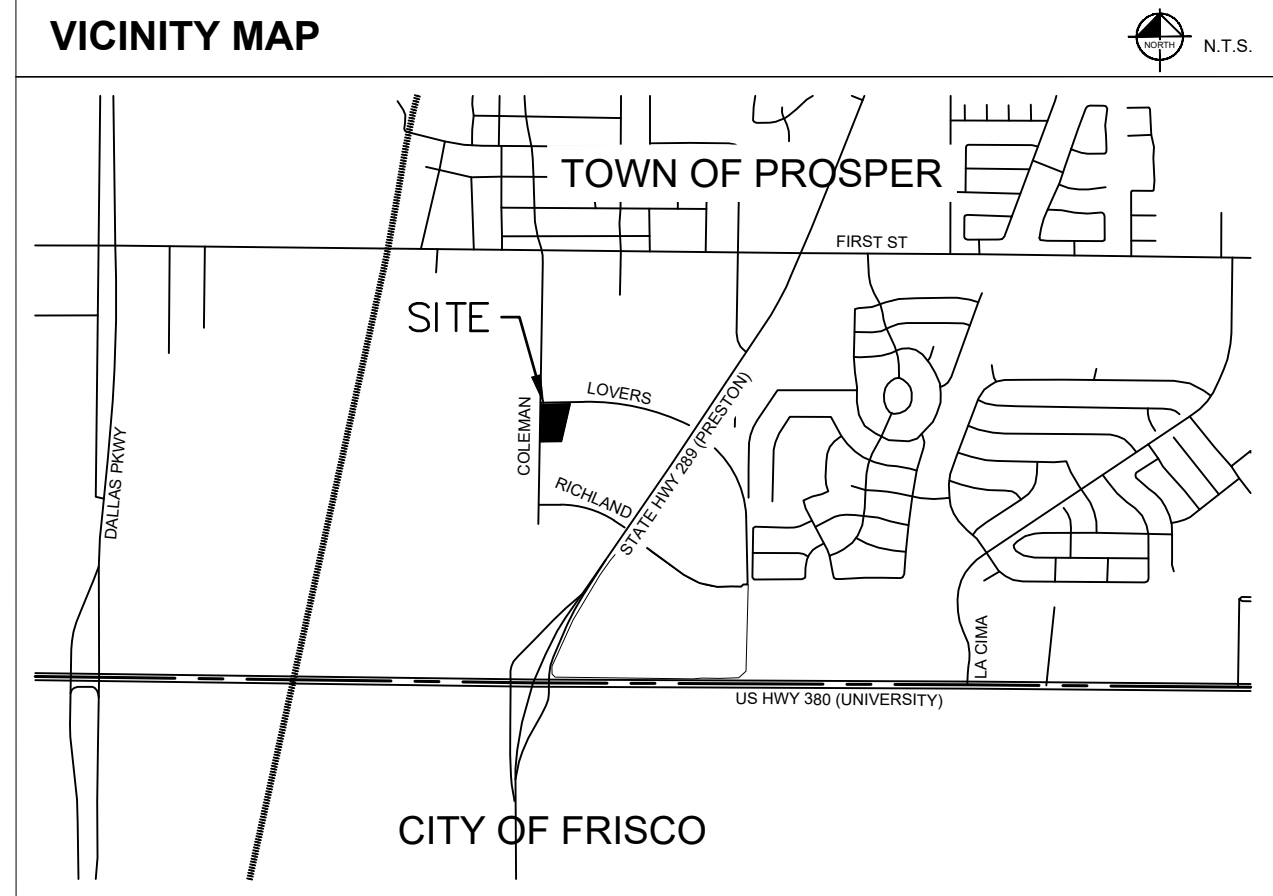 VICINITY MAP
NORTH
N.T.S.
TOWN OF PROSPER
FIRST ST
SITE
LOVERS
COLEMAN
STATE HWY 289 (PRESTON)
DALLAS PKWY
RICHLAND
LA CIMA
US HWY 380 (UNIVERSITY)
CITY OF FRISCO